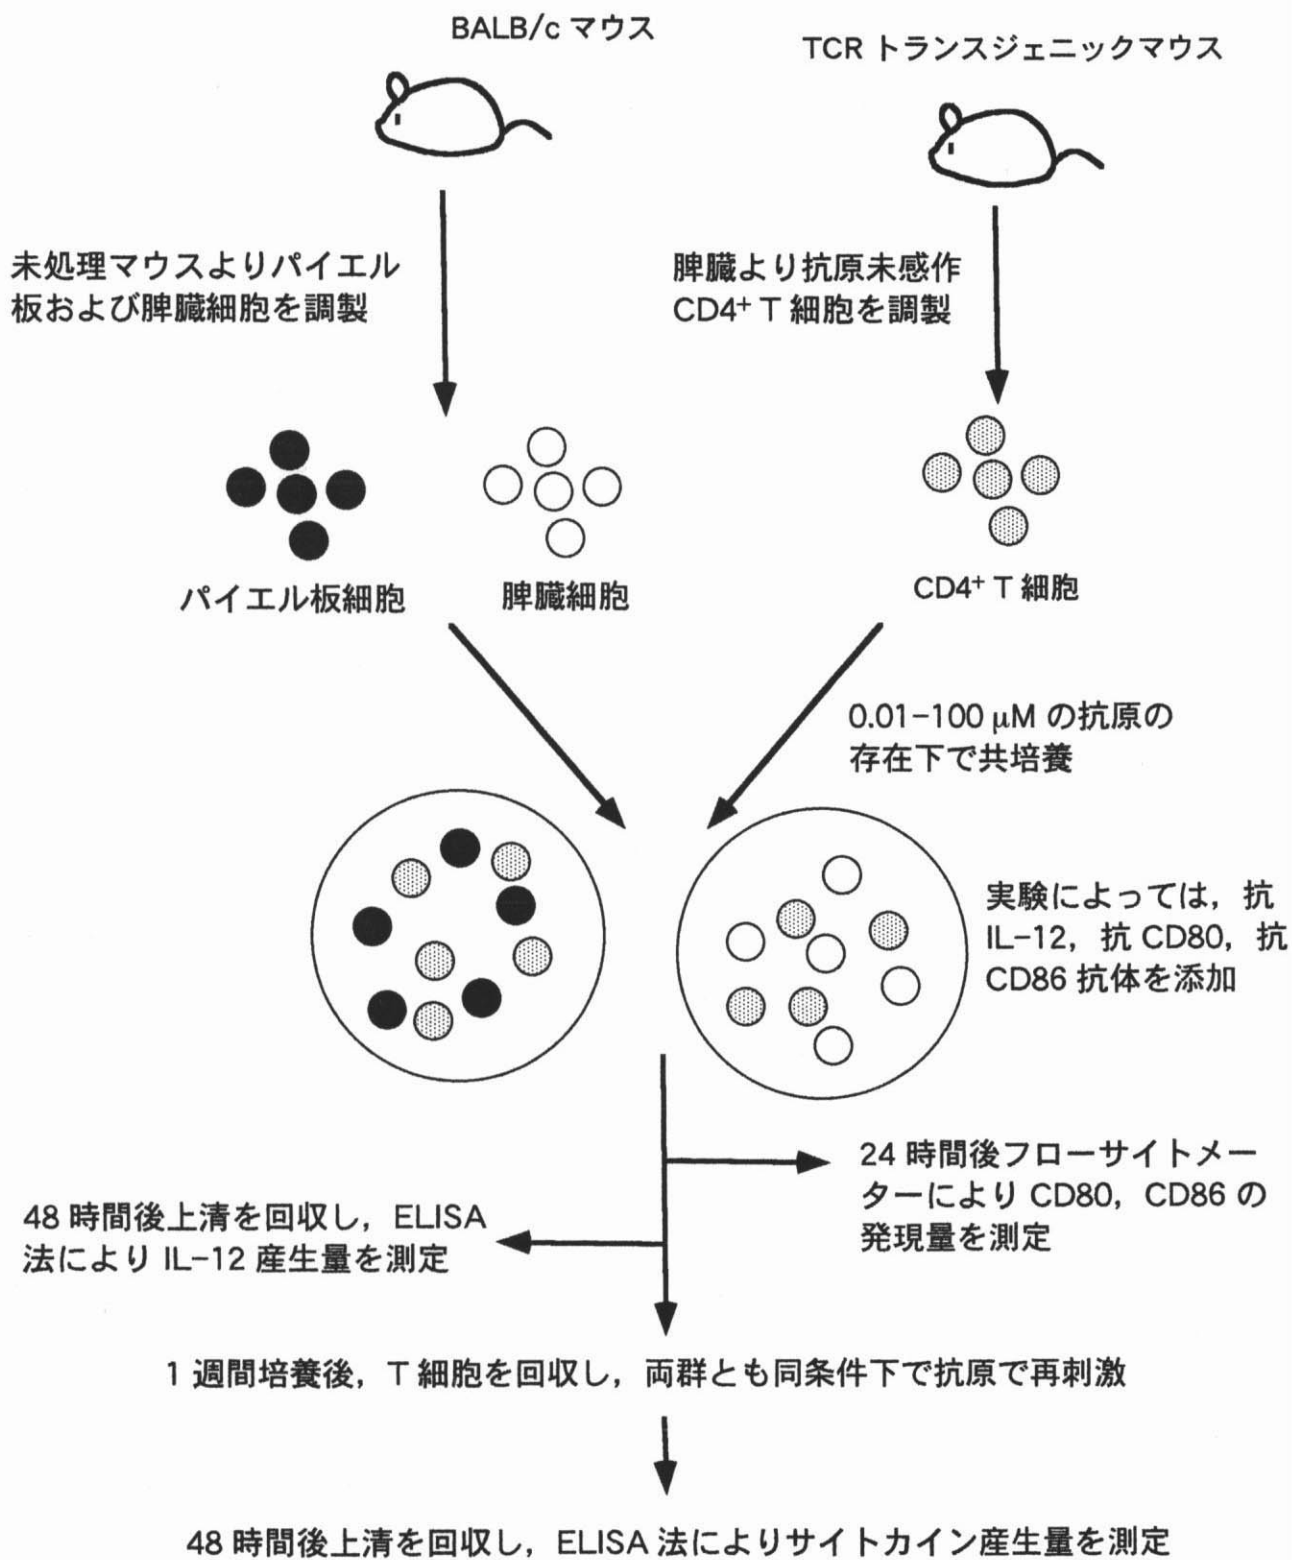 BALB/c マウス
TCR トランスジェニックマウス
未処理マウスよりパイエル
板および脾臓細胞を調製
脾臓より抗原未感作
CD4⁺ T 細胞を調製
パイエル板細胞
脾臓細胞
CD4⁺ T 細胞
0.01–100 μM の抗原の
存在下で共培養
実験によっては，抗
IL–12，抗 CD80，抗
CD86 抗体を添加
24 時間後フローサイトメー
ターにより CD80，CD86 の
発現量を測定
48 時間後上清を回収し，ELISA
法により IL–12 産生量を測定
1 週間培養後，T 細胞を回収し，両群とも同条件下で抗原で再刺激
48 時間後上清を回収し，ELISA 法によりサイトカイン産生量を測定